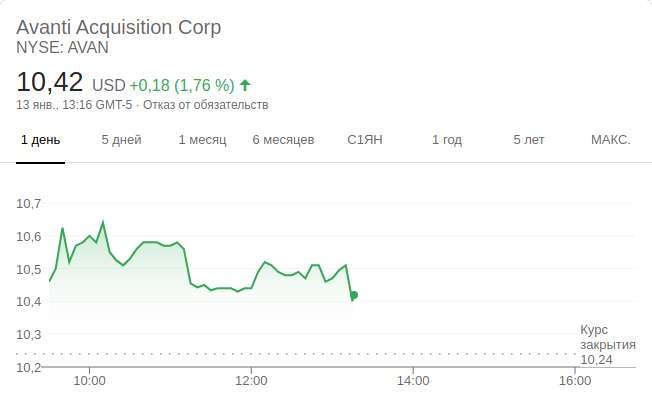 Avanti Acquisition Corp
NYSE: AVAN
10,42 USD +0,18 (1,76 %)
13 янв., 13:16 GMT-5 · Отказ от обязательств
1 день 5 дней 1 месяц 6 месяцев С1ЯН 1 год 5 лет МАКС.
10,7
10,6
10,5
10,4
10,3
Курс
закрытия
10,24
10,2
10:00 12:00 14:00 16:00